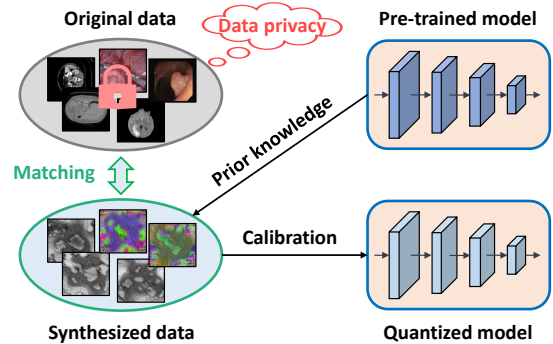 Original data
Data privacy
Pre-trained model
Matching
Prior knowledge
Calibration
Synthesized data
Quantized model